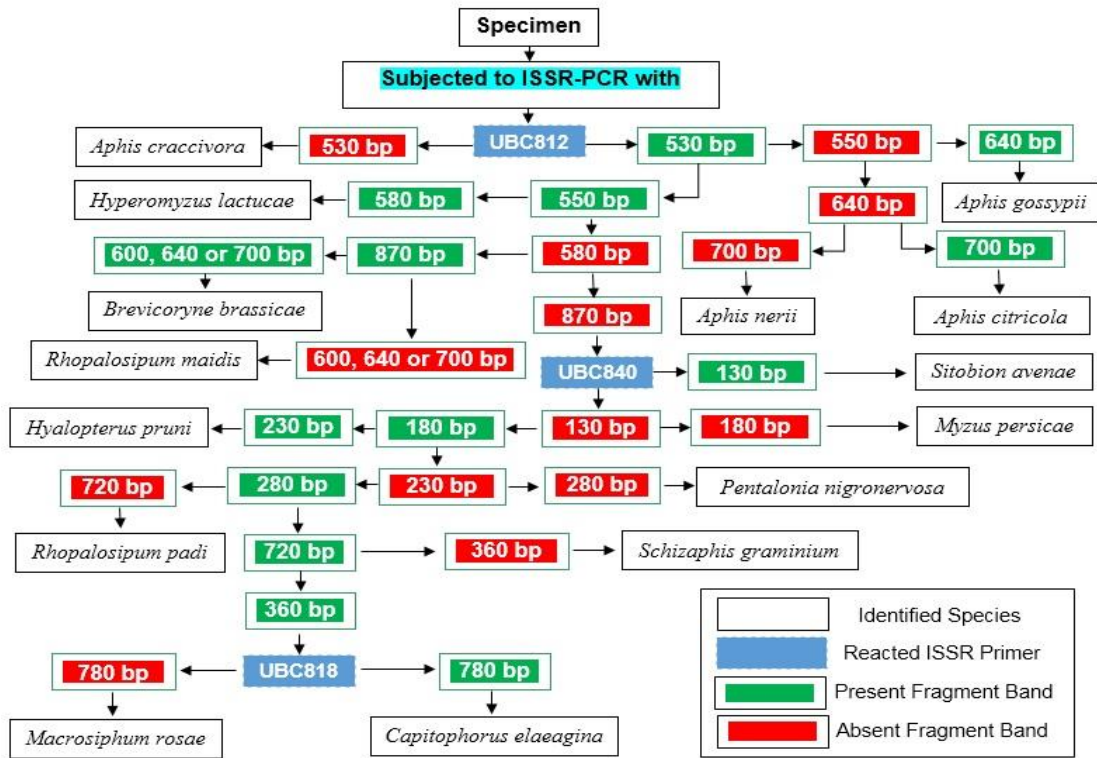 Specimen
Subjected to ISSR-PCR with
Aphis craccivora
530 bp
UBC812
530 bp
550 bp
640 bp
Hyperomyzus lactucae
580 bp
550 bp
640 bp
Aphis gossypii
600, 640 or 700 bp
870 bp
580 bp
700 bp
700 bp
Brevicoryne brassicae
870 bp
Aphis nerii
Aphis citricola
Rhopalosipum maidis
600, 640 or 700 bp
UBC840
130 bp
Sitobion avenae
Hyalopterus pruni
230 bp
180 bp
130 bp
180 bp
Myzus persicae
720 bp
280 bp
230 bp
280 bp
Pentalonia nigronervosa
Rhopalosipum padi
720 bp
360 bp
Schizaphis graminium
360 bp
780 bp
UBC818
780 bp
Macrosiphum rosae
Capitophorus elaeagina
Identified Species
Reacted ISSR Primer
Present Fragment Band
Absent Fragment Band